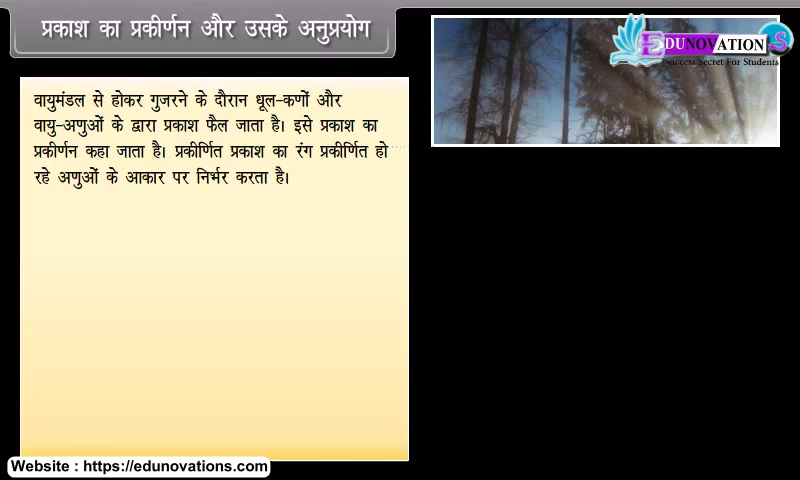 प्रकाश का प्रकीर्णन और उसके अनुप्रयोग
EDUNOVATION S
Success Secret For Students
वायुमंडल से होकर गुजरने के दौरान धूल-कणों और
वायु-अणुओं के द्वारा प्रकाश फैल जाता है। इसे प्रकाश का
प्रकीर्णन कहा जाता है। प्रकीर्णित प्रकाश का रंग प्रकीर्णित हो
रहे अणुओं के आकार पर निर्भर करता है।
Website : https://edunovations.com/